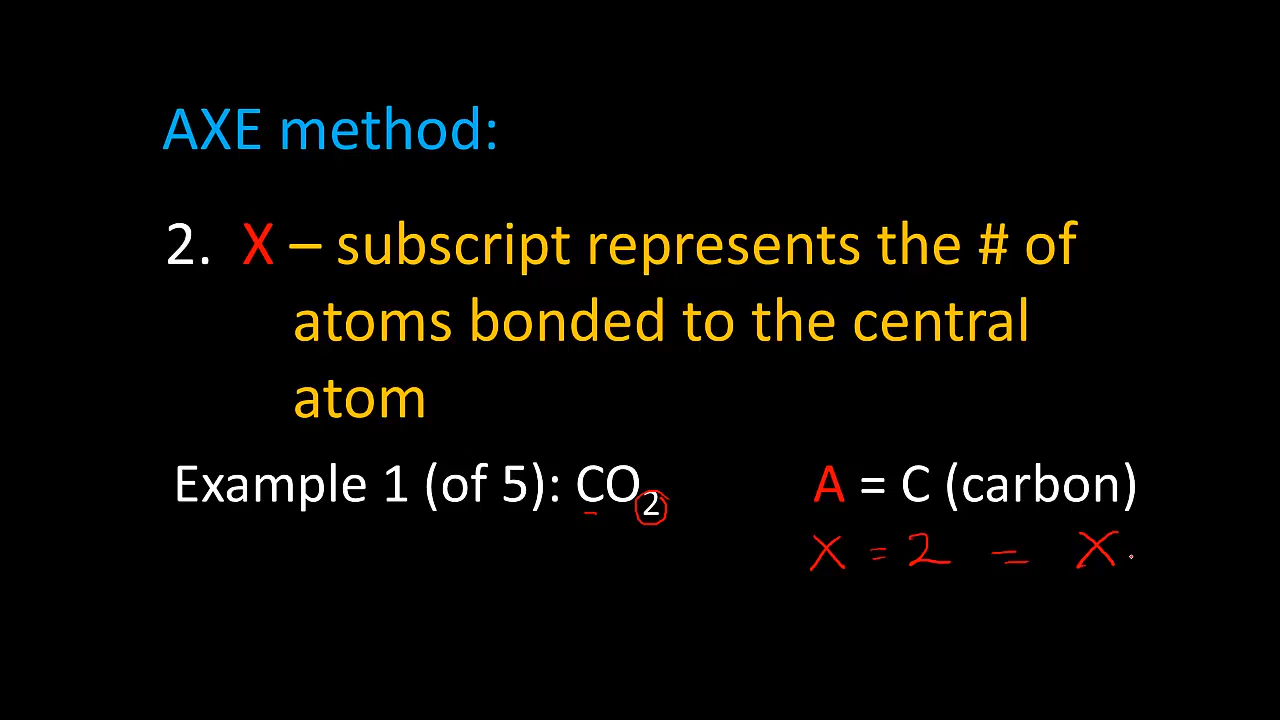 AXE method:
2. X – subscript represents the # of
atoms bonded to the central
atom
Example 1 (of 5): CO₂ A = C (carbon)
X = 2 = X